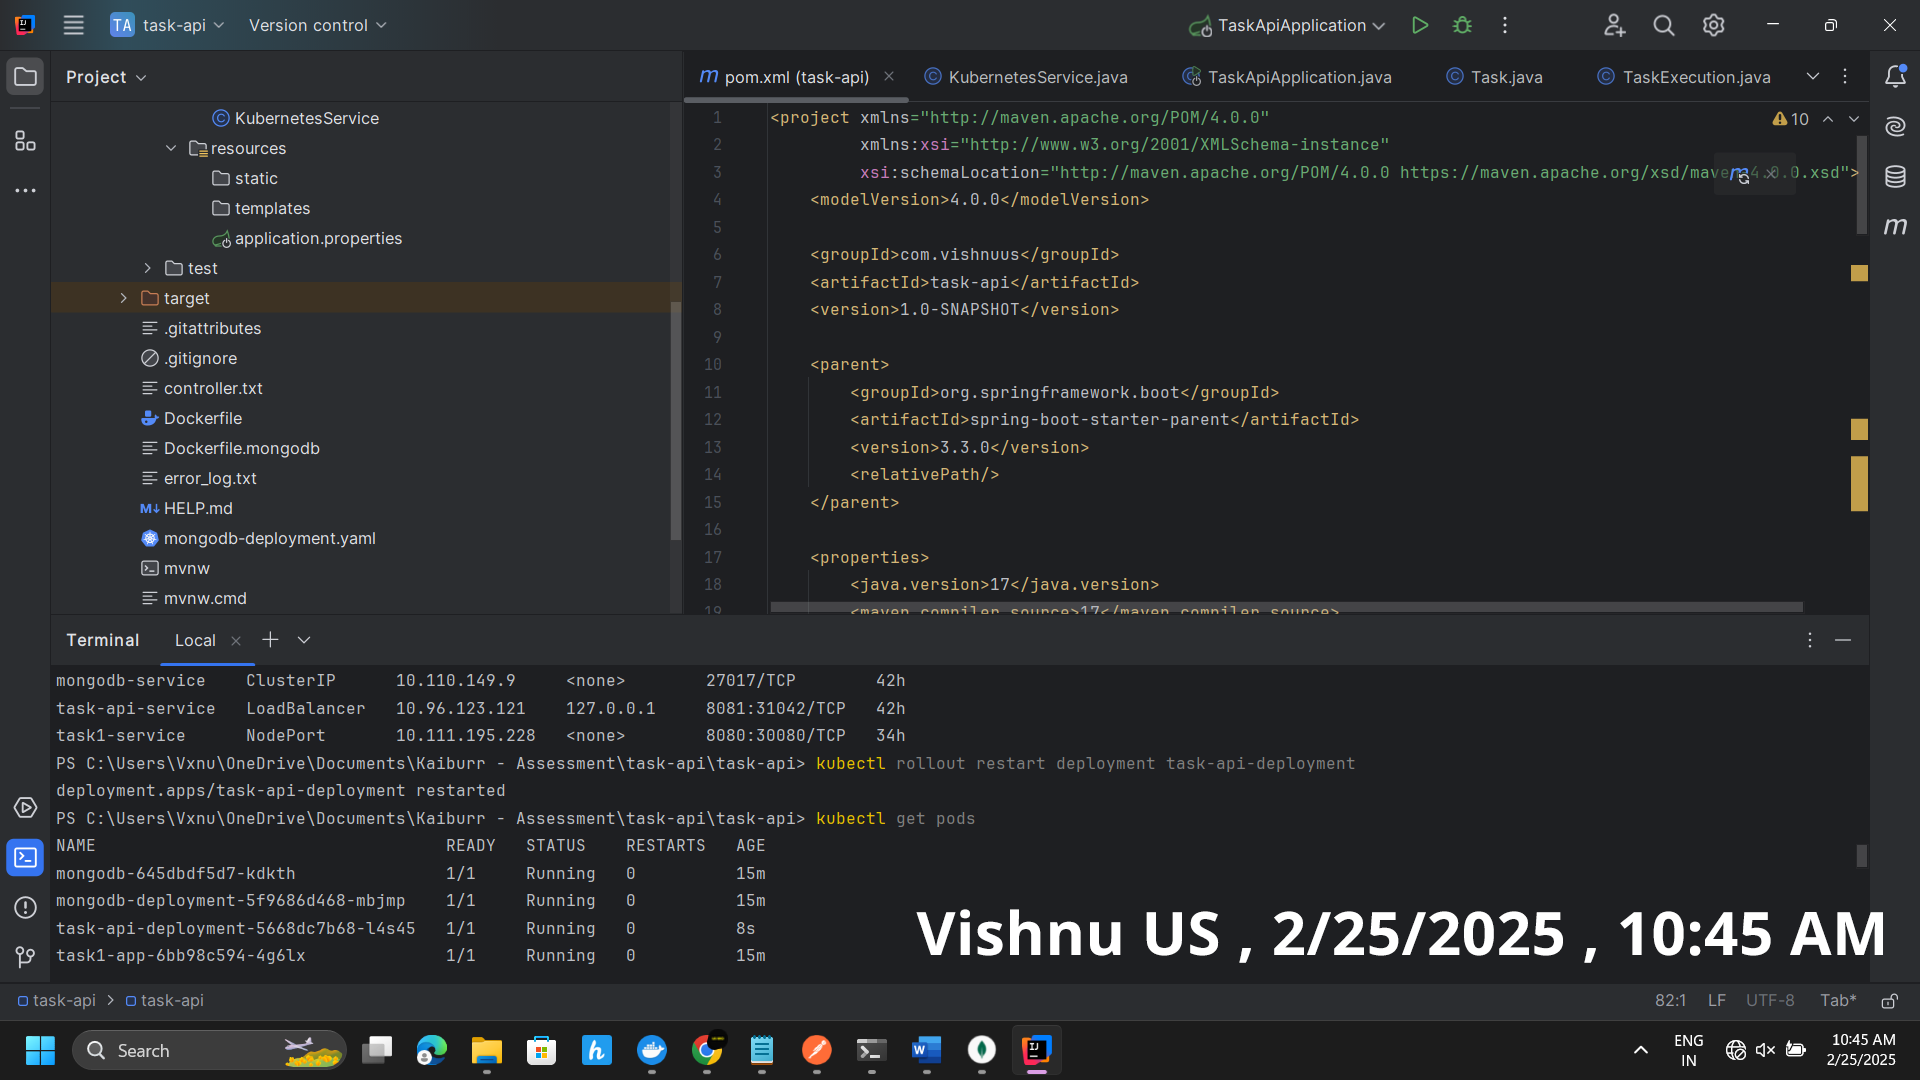 TA task-api Version control TaskApiApplication
Project
KubernetesService
resources
static
templates
application.properties
test
target
.gitattributes
.gitignore
controller.txt
Dockerfile
Dockerfile.mongodb
error_log.txt
M↓ HELP.md
mongodb-deployment.yaml
mvnw
mvnw.cmd
m pom.xml (task-api) KubernetesService.java TaskApiApplication.java Task.java TaskExecution.java
10
1 <project xmlns="http://maven.apache.org/POM/4.0.0"
2 xmlns:xsi="http://www.w3.org/2001/XMLSchema-instance"
3 xsi:schemaLocation="http://maven.apache.org/POM/4.0.0 https://maven.apache.org/xsd/maven-4.0.0.xsd">
4 <modelVersion>4.0.0</modelVersion>
5
6 <groupId>com.vishnuus</groupId>
7 <artifactId>task-api</artifactId>
8 <version>1.0-SNAPSHOT</version>
9
10 <parent>
11 <groupId>org.springframework.boot</groupId>
12 <artifactId>spring-boot-starter-parent</artifactId>
13 <version>3.3.0</version>
14 <relativePath/>
15 </parent>
16
17 <properties>
18 <java.version>17</java.version>
19 <maven.compiler.source>17</maven.compiler.source>
Terminal Local
mongodb-service ClusterIP 10.110.149.9 <none> 27017/TCP 42h
task-api-service LoadBalancer 10.96.123.121 127.0.0.1 8081:31042/TCP 42h
task1-service NodePort 10.111.195.228 <none> 8080:30080/TCP 34h
PS C:\Users\Vxnu\OneDrive\Documents\Kaiburr - Assessment\task-api\task-api> kubectl rollout restart deployment task-api-deployment
deployment.apps/task-api-deployment restarted
PS C:\Users\Vxnu\OneDrive\Documents\Kaiburr - Assessment\task-api\task-api> kubectl get pods
NAME READY STATUS RESTARTS AGE
mongodb-645dbdf5d7-kdkth 1/1 Running 0 15m
mongodb-deployment-5f9686d468-mbjmp 1/1 Running 0 15m
task-api-deployment-5668dc7b68-l4s45 1/1 Running 0 8s
task1-app-6bb98c594-4g6lx 1/1 Running 0 15m
Vishnu US , 2/25/2025 , 10:45 AM
task-api > task-api 82:1 LF UTF-8 Tab*
Search
ENG
IN
10:45 AM
2/25/2025